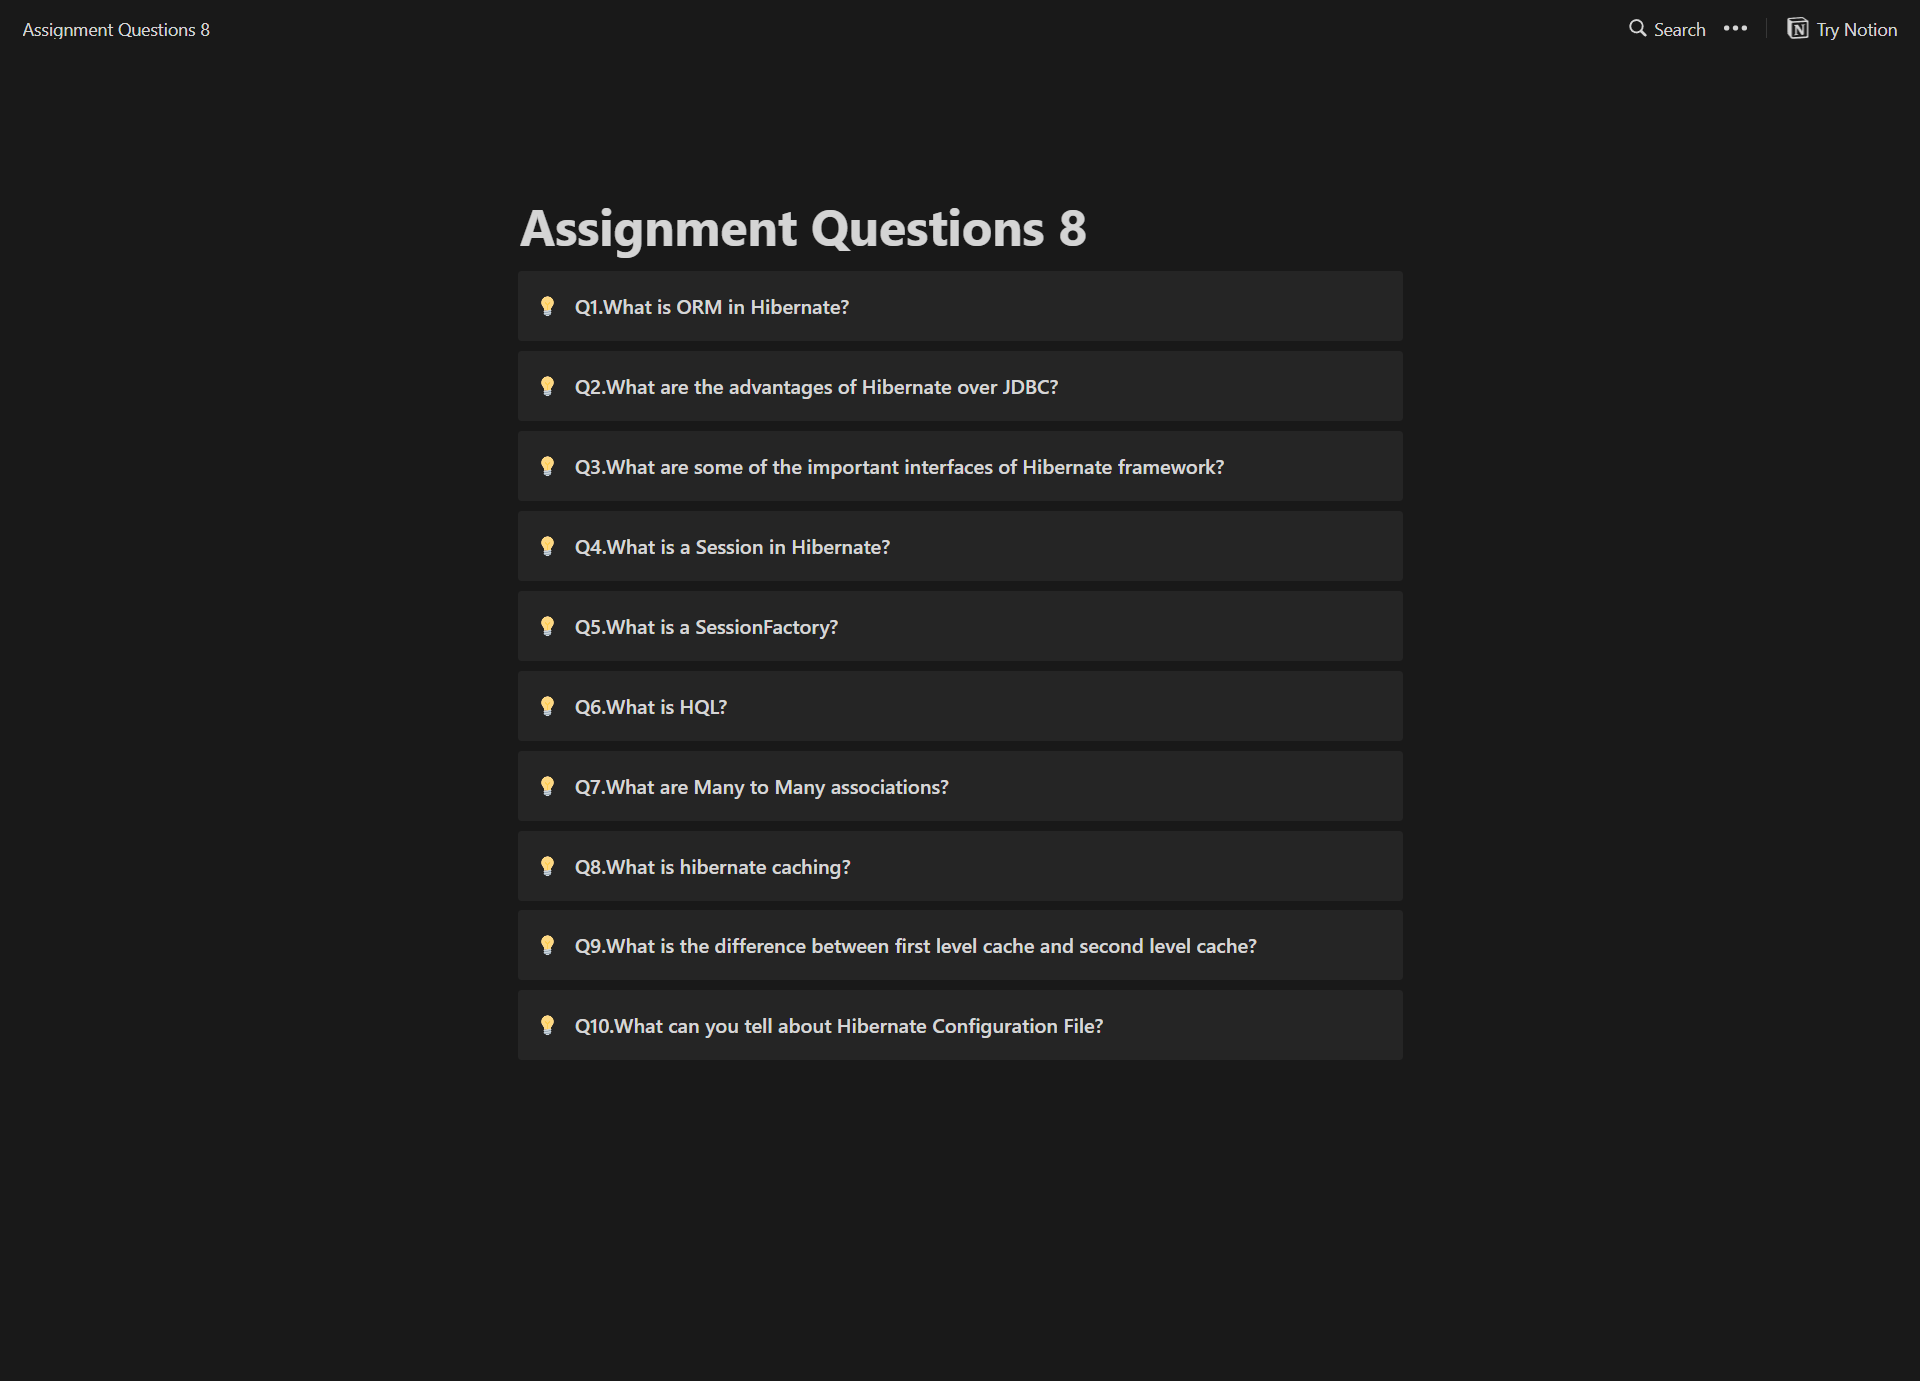 Assignment Questions 8
Search
Try Notion
Assignment Questions 8
Q1.What is ORM in Hibernate?
Q2.What are the advantages of Hibernate over JDBC?
Q3.What are some of the important interfaces of Hibernate framework?
Q4.What is a Session in Hibernate?
Q5.What is a SessionFactory?
Q6.What is HQL?
Q7.What are Many to Many associations?
Q8.What is hibernate caching?
Q9.What is the difference between first level cache and second level cache?
Q10.What can you tell about Hibernate Configuration File?